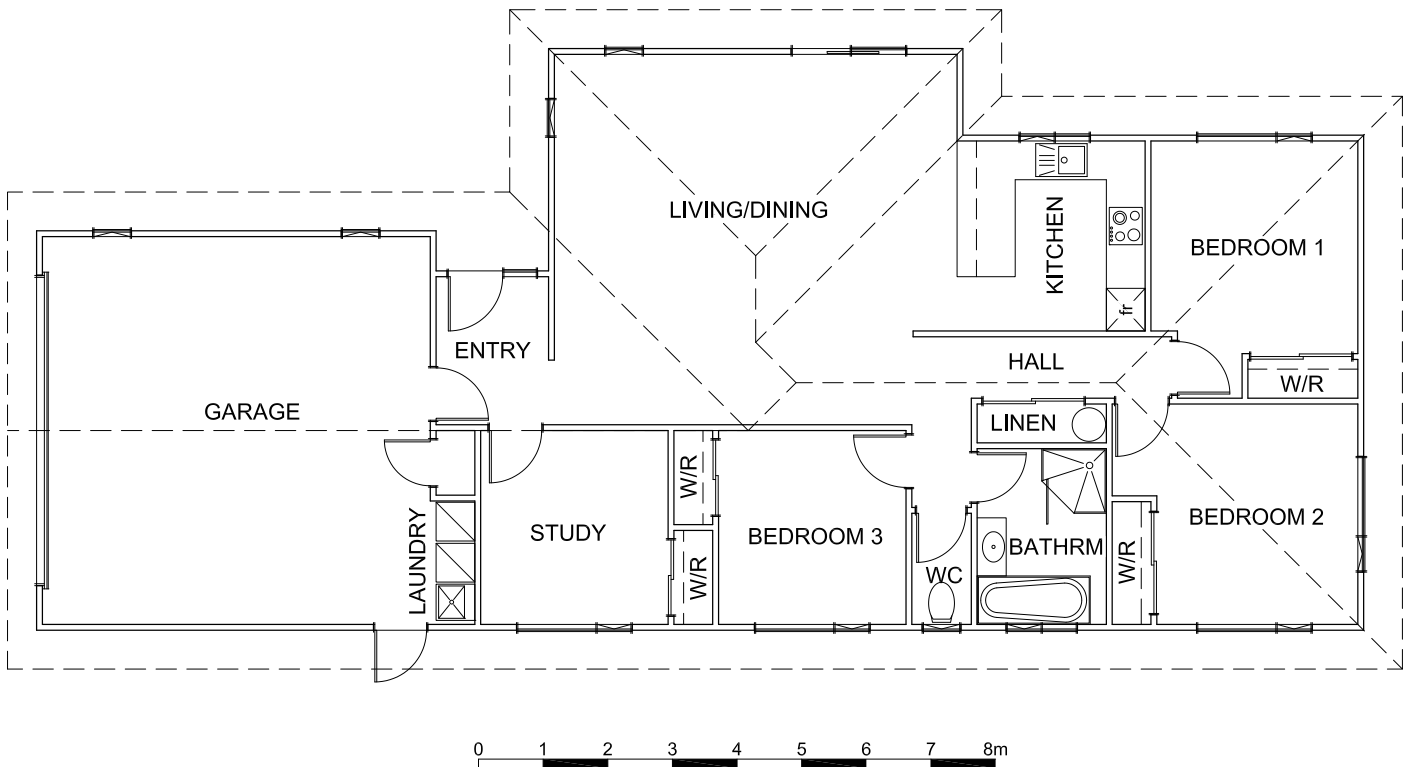 LIVING/DINING
KITCHEN
BEDROOM 1
fr
ENTRY
HALL
W/R
GARAGE
LINEN
W/R
LAUNDRY
STUDY
W/R
BEDROOM 3
WC
BATHRM
W/R
BEDROOM 2
0 1 2 3 4 5 6 7 8m